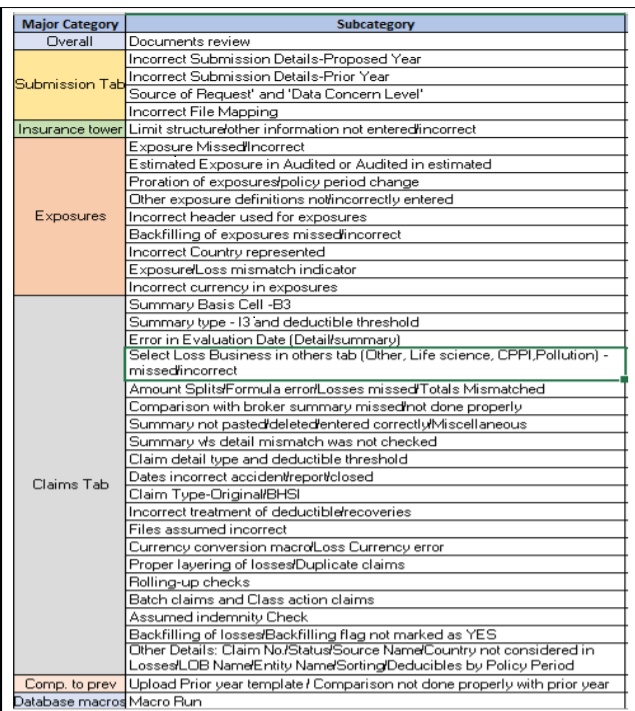 Major Category Subcategory
Overall Documents review
Submission Tab
Incorrect Submission Details-Proposed Year
Incorrect Submission Details-Prior Year
Source of Request' and 'Data Concern Level'
Incorrect File Mapping
Insurance tower Limit structure/other information not entered/incorrect
Exposures
Exposure Missed/Incorrect
Estimated Exposure in Audited or Audited in estimated
Proration of exposures/policy period change
Other exposure definitions not/incorrectly entered
Incorrect header used for exposures
Backfilling of exposures missed/incorrect
Incorrect Country represented
Exposure/Loss mismatch indicator
Incorrect currency in exposures
Claims Tab
Summary Basis Cell -B3
Summary type - I3 and deductible threshold
Error in Evaluation Date (Detail/summary)
Select Loss Business in others tab (Other, Life science, CPPI,Pollution) -
missed/incorrect
Amount Splits/Formula error/Losses missed/Totals Mismatched
Comparison with broker summary missed/not done properly
Summary not pasted/deleted/entered correctly/Miscellaneous
Summary v/s detail mismatch was not checked
Claim detail type and deductible threshold
Dates incorrect accident/report/closed
Claim Type-Original/BHSI
Incorrect treatment of deductible/recoveries
Files assumed incorrect
Currency conversion macro/Loss Currency error
Proper layering of losses/Duplicate claims
Rolling-up checks
Batch claims and Class action claims
Assumed indemnity Check
Backfilling of losses/Backfilling flag not marked as YES
Other Details: Claim No./Status/Source Name/Country not considered in
Losses/LOB Name/Entity Name/Sorting/Deducibles by Policy Period
Comp. to prev Upload Prior year template / Comparison not done properly with prior year
Database macros Macro Run